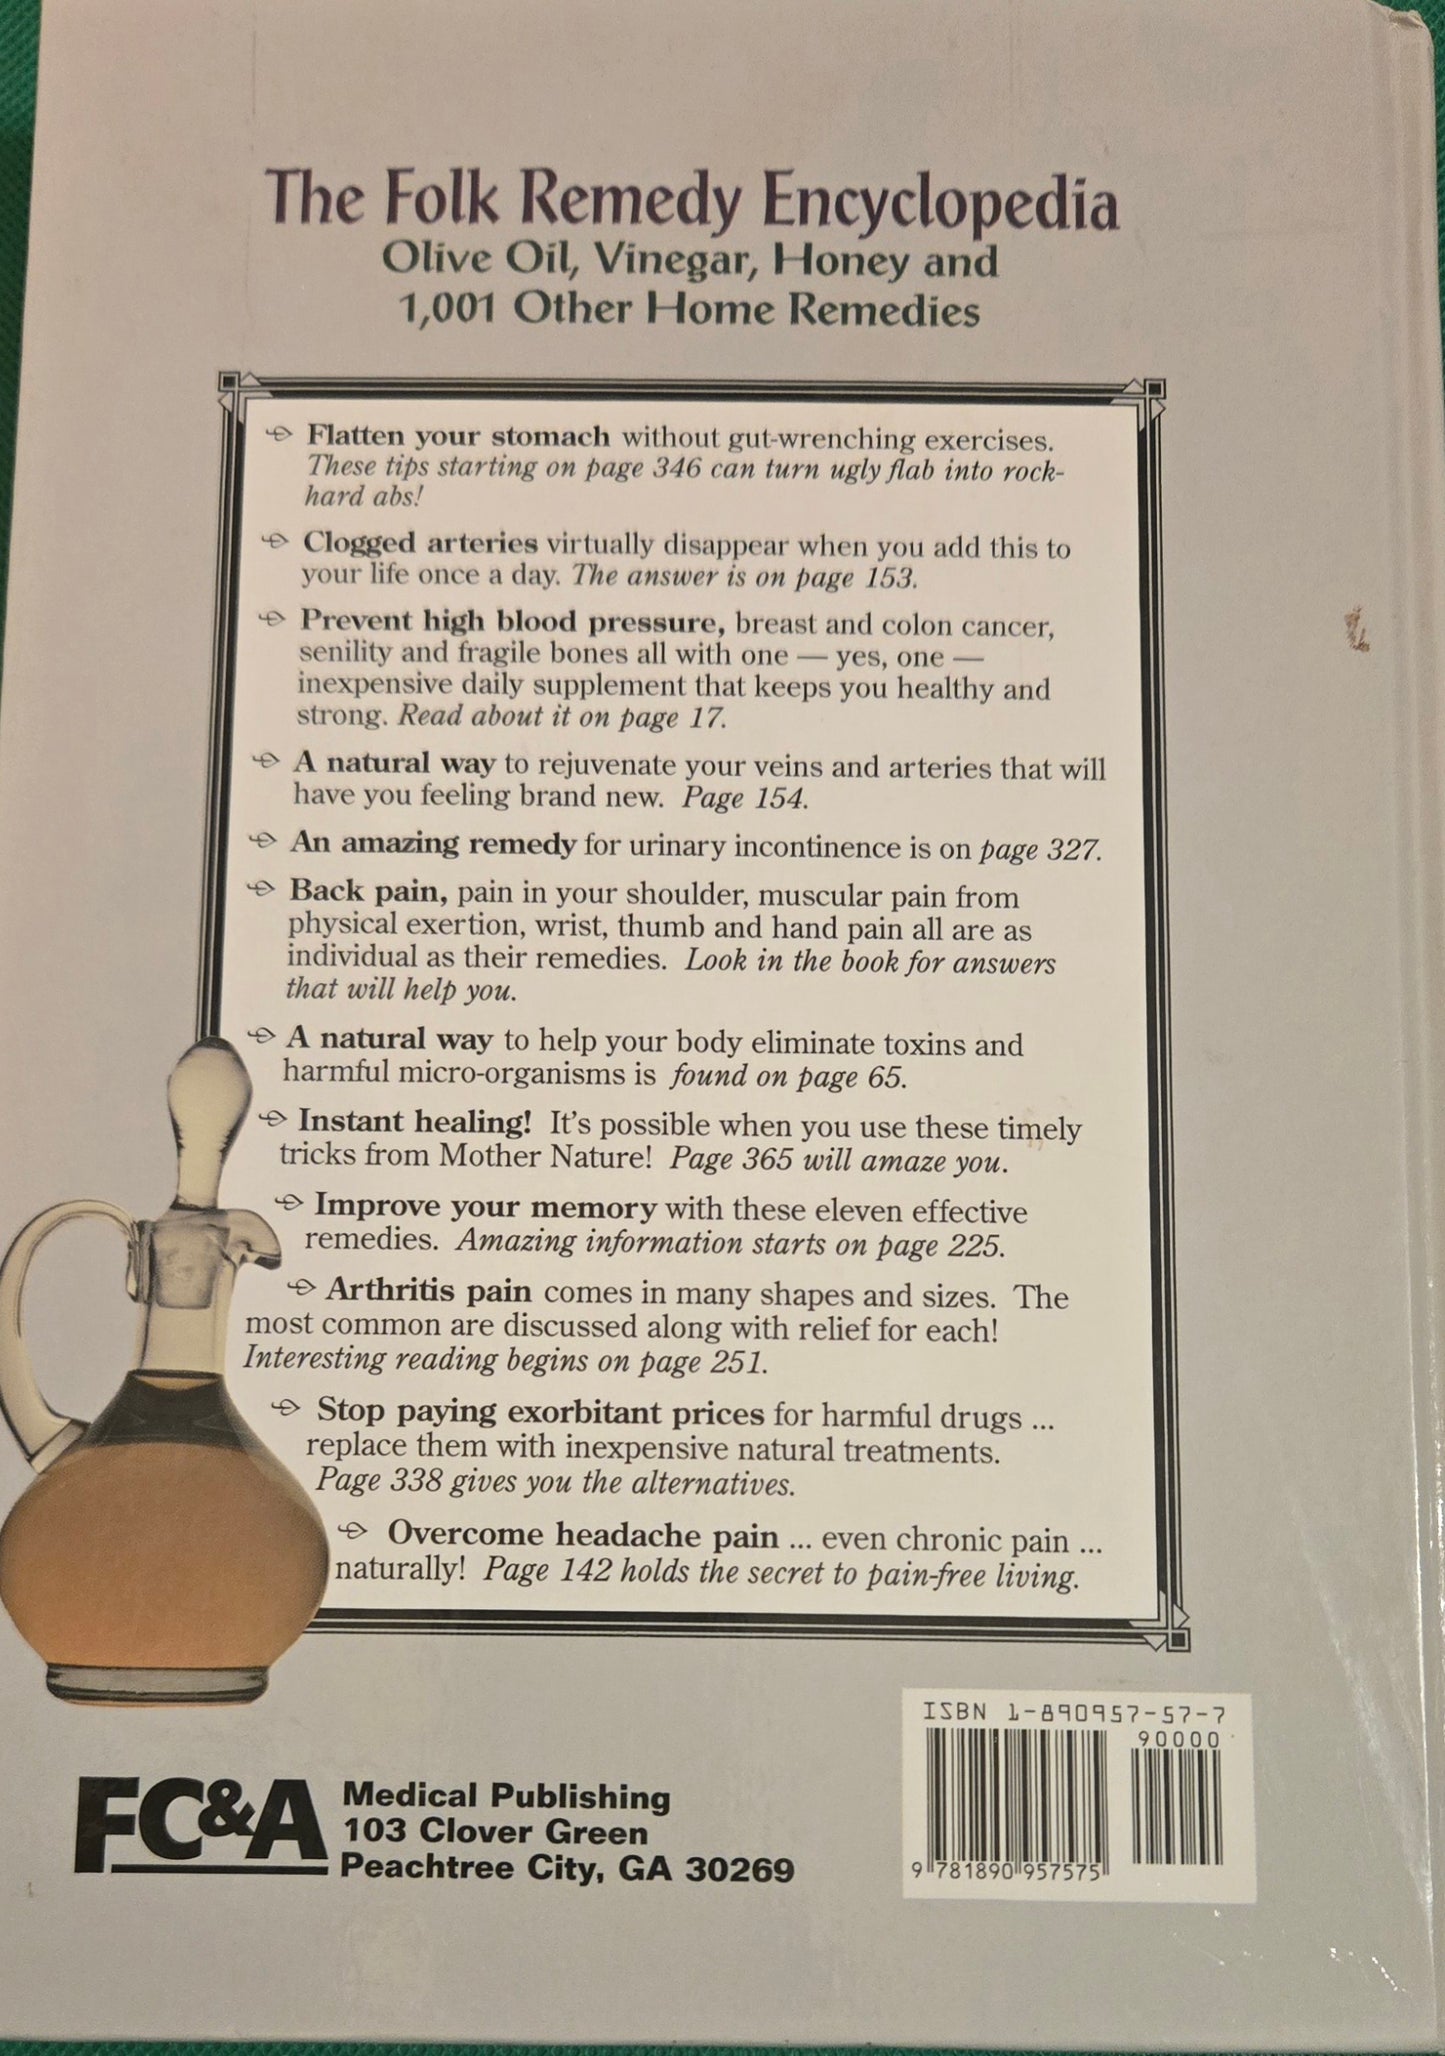 The Folk Remedy Encyclopedia
Olive Oil, Vinegar, Honey and
1,001 Other Home Remedies
Flatten your stomach without gut-wrenching exercises.
These tips starting on page 346 can turn ugly flab into rock-
hard abs!
Clogged arteries virtually disappear when you add this to
your life once a day. The answer is on page 153.
Prevent high blood pressure, breast and colon cancer,
senility and fragile bones all with one — yes, one —
inexpensive daily supplement that keeps you healthy and
strong. Read about it on page 17.
A natural way to rejuvenate your veins and arteries that will
have you feeling brand new. Page 154.
An amazing remedy for urinary incontinence is on page 327.
Back pain, pain in your shoulder, muscular pain from
physical exertion, wrist, thumb and hand pain all are as
individual as their remedies. Look in the book for answers
that will help you.
A natural way to help your body eliminate toxins and
harmful micro-organisms is found on page 65.
Instant healing! It's possible when you use these timely
tricks from Mother Nature! Page 365 will amaze you.
Improve your memory with these eleven effective
remedies. Amazing information starts on page 225.
Arthritis pain comes in many shapes and sizes. The
most common are discussed along with relief for each!
Interesting reading begins on page 251.
Stop paying exorbitant prices for harmful drugs ...
replace them with inexpensive natural treatments.
Page 338 gives you the alternatives.
Overcome headache pain ... even chronic pain ...
naturally! Page 142 holds the secret to pain-free living.
ISBN 1-890957-57-7
90000
9 781890 957575
FC&A
Medical Publishing
103 Clover Green
Peachtree City, GA 30269